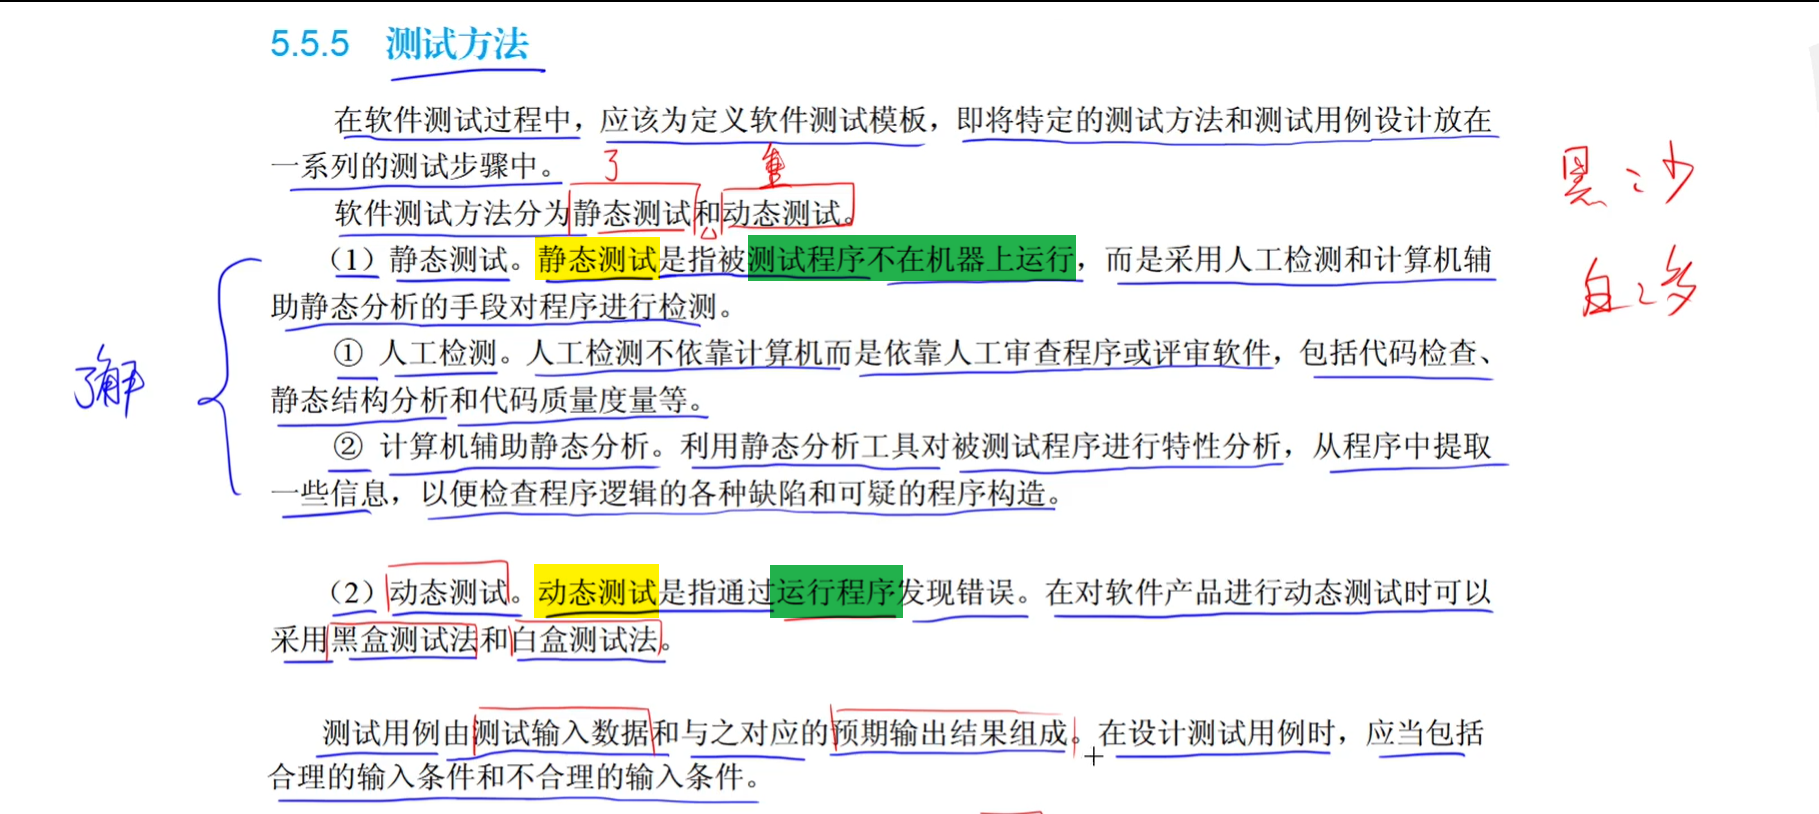 5.5.5 测试方法
在软件测试过程中，应该为定义软件测试模板，即将特定的测试方法和测试用例设计放在
一系列的测试步骤中。
了 重
黑：少
软件测试方法分为静态测试和动态测试。
（1）静态测试。静态测试是指被测试程序不在机器上运行，而是采用人工检测和计算机辅
白：多
助静态分析的手段对程序进行检测。
① 人工检测。人工检测不依靠计算机而是依靠人工审查程序或评审软件，包括代码检查、
了解
静态结构分析和代码质量度量等。
② 计算机辅助静态分析。利用静态分析工具对被测试程序进行特性分析，从程序中提取
一些信息，以便检查程序逻辑的各种缺陷和可疑的程序构造。
（2）动态测试。动态测试是指通过运行程序发现错误。在对软件产品进行动态测试时可以
采用黑盒测试法和白盒测试法。
测试用例由测试输入数据和与之对应的预期输出结果组成。在设计测试用例时，应当包括
合理的输入条件和不合理的输入条件。